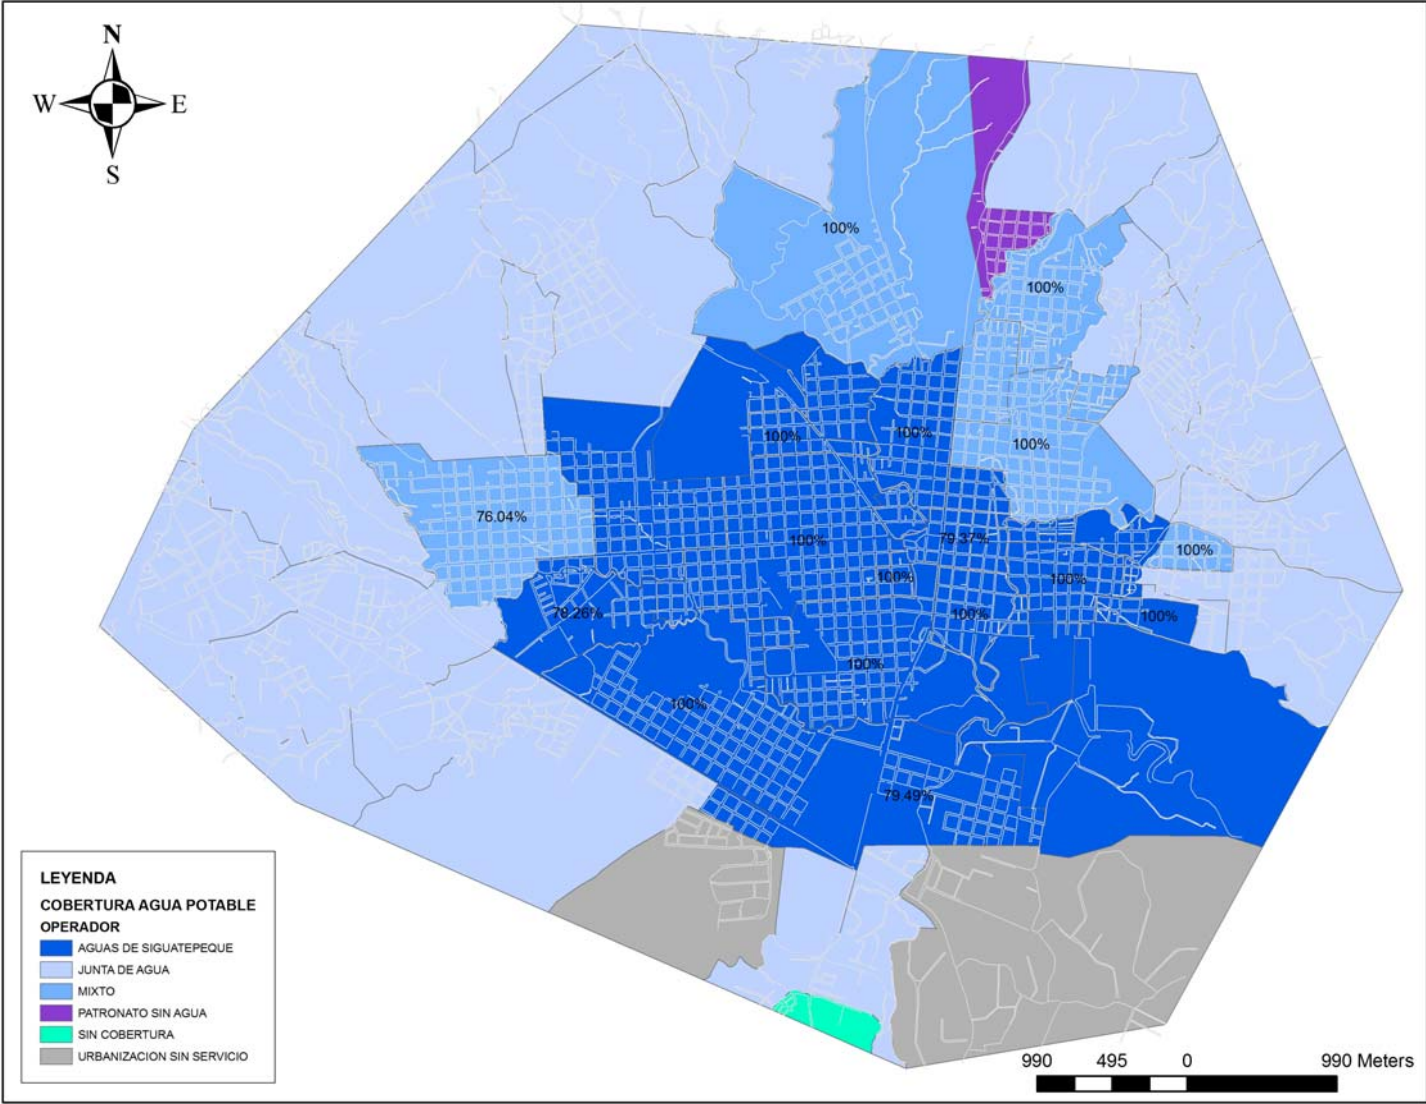 N
W E
S
100%
100%
100%
100%
100%
76.04%
100%
79.37%
100%
100%
100%
78.26%
100%
100%
100%
100%
79.49%
LEYENDA
COBERTURA AGUA POTABLE
OPERADOR
AGUAS DE SIGUATEPEQUE
JUNTA DE AGUA
MIXTO
PATRONATO SIN AGUA
SIN COBERTURA
URBANIZACION SIN SERVICIO
990 495 0 990 Meters